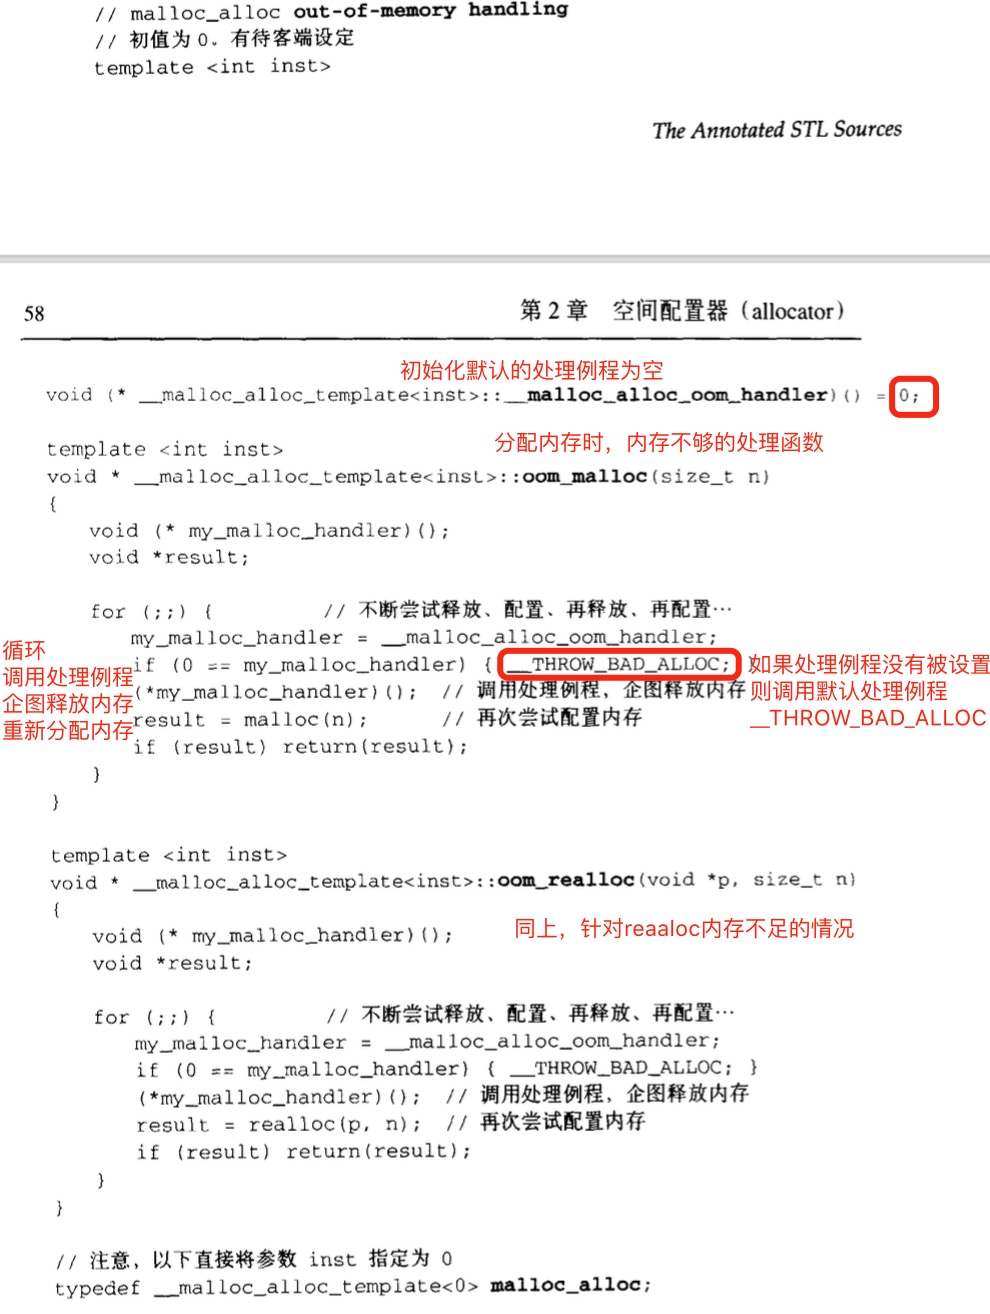 // malloc_alloc out-of-memory handling
// 初值为 0。有待客端设定
template <int inst>
The Annotated STL Sources
58
第 2 章 空间配置器 (allocator)
初始化默认的处理例程为空
void (* __malloc_alloc_template<inst>::__malloc_alloc_oom_handler)() = 0;
template <int inst>
分配内存时，内存不够的处理函数
void * __malloc_alloc_template<inst>::oom_malloc(size_t n)
{
void (* my_malloc_handler)();
void *result;
for (;;) { // 不断尝试释放、配置、再释放、再配置…
my_malloc_handler = __malloc_alloc_oom_handler;
if (0 == my_malloc_handler) { __THROW_BAD_ALLOC; }
(*my_malloc_handler)(); // 调用处理例程，企图释放内存
result = malloc(n); // 再次尝试配置内存
if (result) return(result);
}
}
循环
调用处理例程
企图释放内存
重新分配内存
如果处理例程没有被设置
则调用默认处理例程
__THROW_BAD_ALLOC
template <int inst>
void * __malloc_alloc_template<inst>::oom_realloc(void *p, size_t n)
{
同上，针对reaaloc内存不足的情况
void (* my_malloc_handler)();
void *result;
for (;;) { // 不断尝试释放、配置、再释放、再配置…
my_malloc_handler = __malloc_alloc_oom_handler;
if (0 == my_malloc_handler) { __THROW_BAD_ALLOC; }
(*my_malloc_handler)(); // 调用处理例程，企图释放内存
result = realloc(p, n); // 再次尝试配置内存
if (result) return(result);
}
}
// 注意，以下直接将参数 inst 指定为 0
typedef __malloc_alloc_template<0> malloc_alloc;